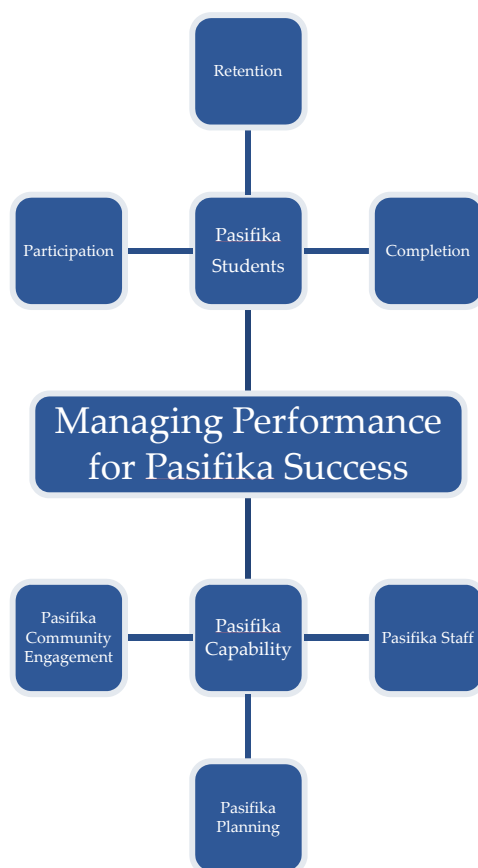 Retention
Participation
Pasifika
Students
Completion
Managing Performance
for Pasifika Success
Pasifika
Community
Engagement
Pasifika
Capability
Pasifika Staff
Pasifika
Planning